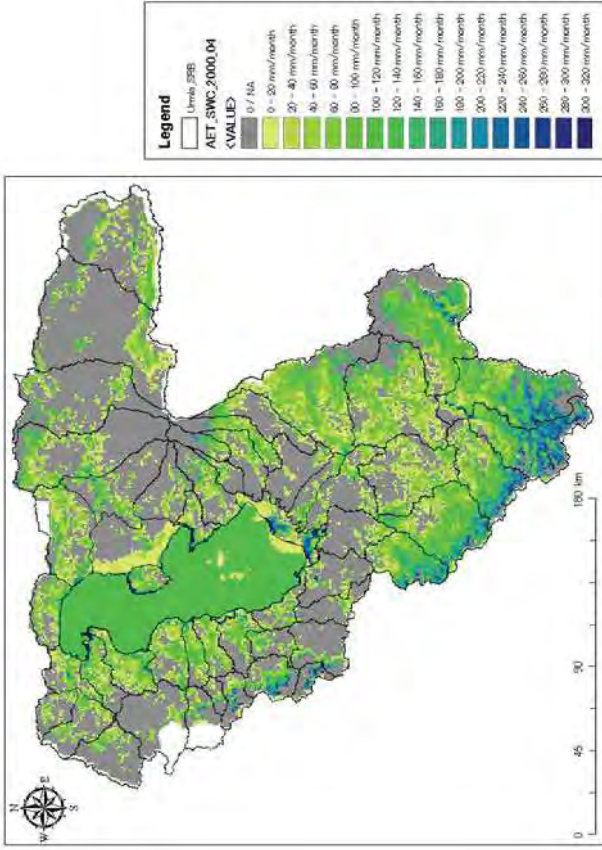 Legend
Urmia_SRB
AET_SWC_2000_04
<VALUE>
0 / NA
0 - 20 mm/month
20 - 40 mm/month
40 - 60 mm/month
60 - 80 mm/month
80 - 100 mm/month
100 - 120 mm/month
120 - 140 mm/month
140 - 160 mm/month
160 - 180 mm/month
180 - 200 mm/month
200 - 220 mm/month
220 - 240 mm/month
240 - 260 mm/month
260 - 280 mm/month
280 - 300 mm/month
300 - 320 mm/month
N
W
E
S
0 45 90 180 km